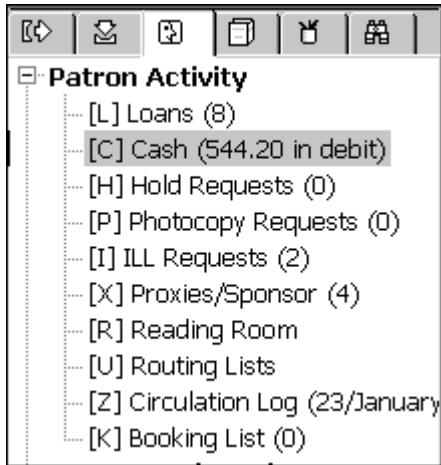 Patron Activity
[L] Loans (8)
[C] Cash (544.20 in debit)
[H] Hold Requests (0)
[P] Photocopy Requests (0)
[I] ILL Requests (2)
[X] Proxies/Sponsor (4)
[R] Reading Room
[U] Routing Lists
[Z] Circulation Log (23/January
[K] Booking List (0)